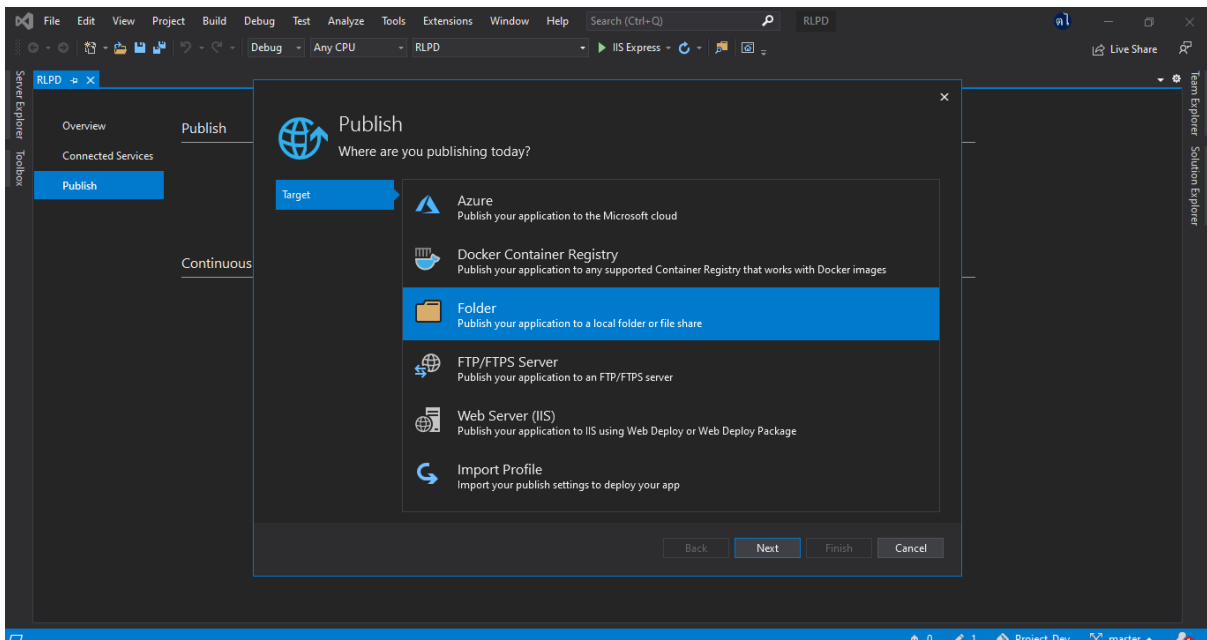 File Edit View Project Build Debug Test Analyze Tools Extensions Window Help Search (Ctrl+Q) RLPD
Debug Any CPU RLPD IIS Express Live Share
Server Explorer
Toolbox
RLPD
Overview
Connected Services
Publish
Publish
Continuous
Publish
Where are you publishing today?
Target
Azure
Publish your application to the Microsoft cloud
Docker Container Registry
Publish your application to any supported Container Registry that works with Docker images
Folder
Publish your application to a local folder or file share
FTP/FTPS Server
Publish your application to an FTP/FTPS server
Web Server (IIS)
Publish your application to IIS using Web Deploy or Web Deploy Package
Import Profile
Import your publish settings to deploy your app
Back Next Finish Cancel
Team Explorer
Solution Explorer
0 1 Project_Dev master